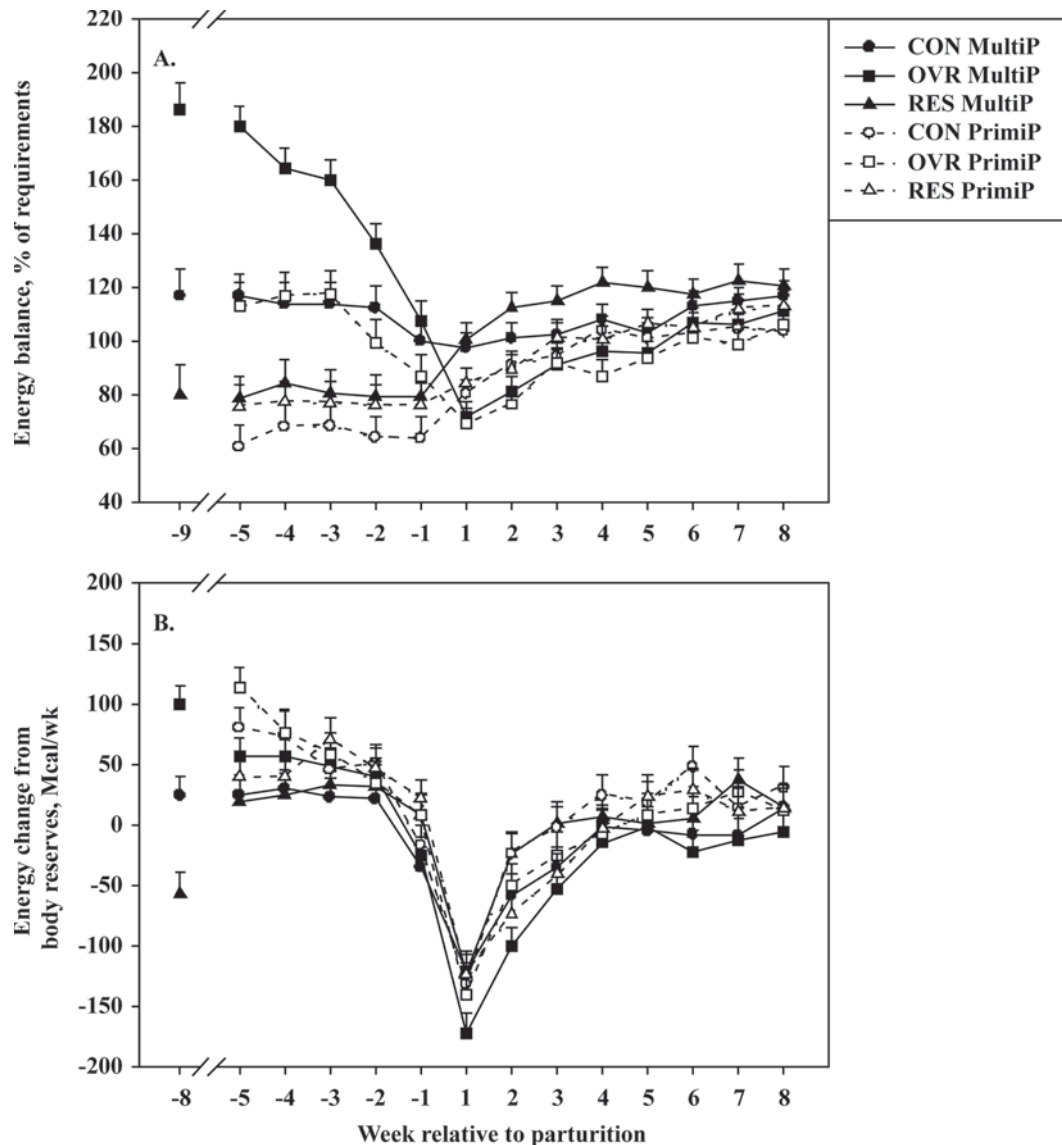 A.
Energy balance, % of requirements
220
200
180
160
140
120
100
80
60
40
-9 -5 -4 -3 -2 -1 1 2 3 4 5 6 7 8
CON MultiP
OVR MultiP
RES MultiP
CON PrimiP
OVR PrimiP
RES PrimiP
B.
Energy change from
body reserves, Mcal/wk
200
150
100
50
0
-50
-100
-150
-200
-8 -5 -4 -3 -2 -1 1 2 3 4 5 6 7 8
Week relative to parturition